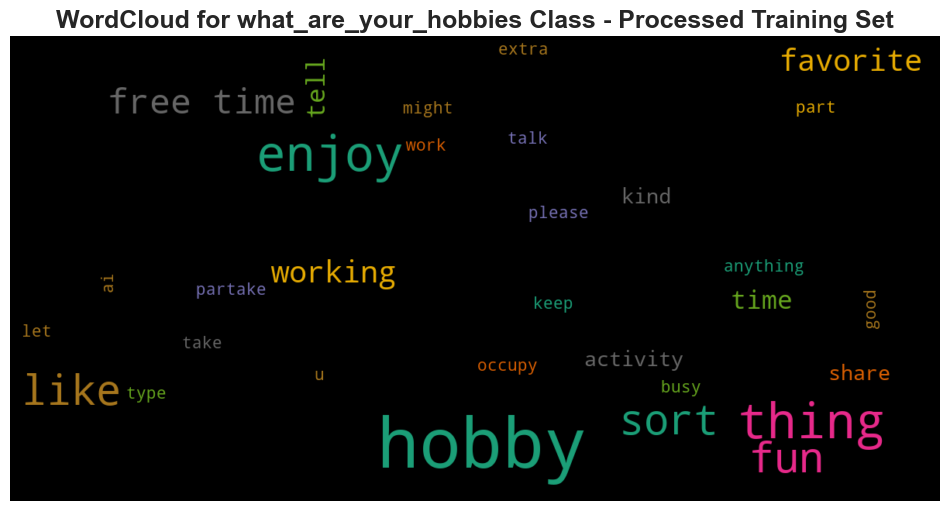 WordCloud for what_are_your_hobbies Class - Processed Training Set
extra
favorite
tell
free time
might
part
talk
work
enjoy
kind
please
anything
working
ai
partake
time
keep
good
let
take
activity
occupy
share
u
busy
like
type
sort
thing
hobby
fun